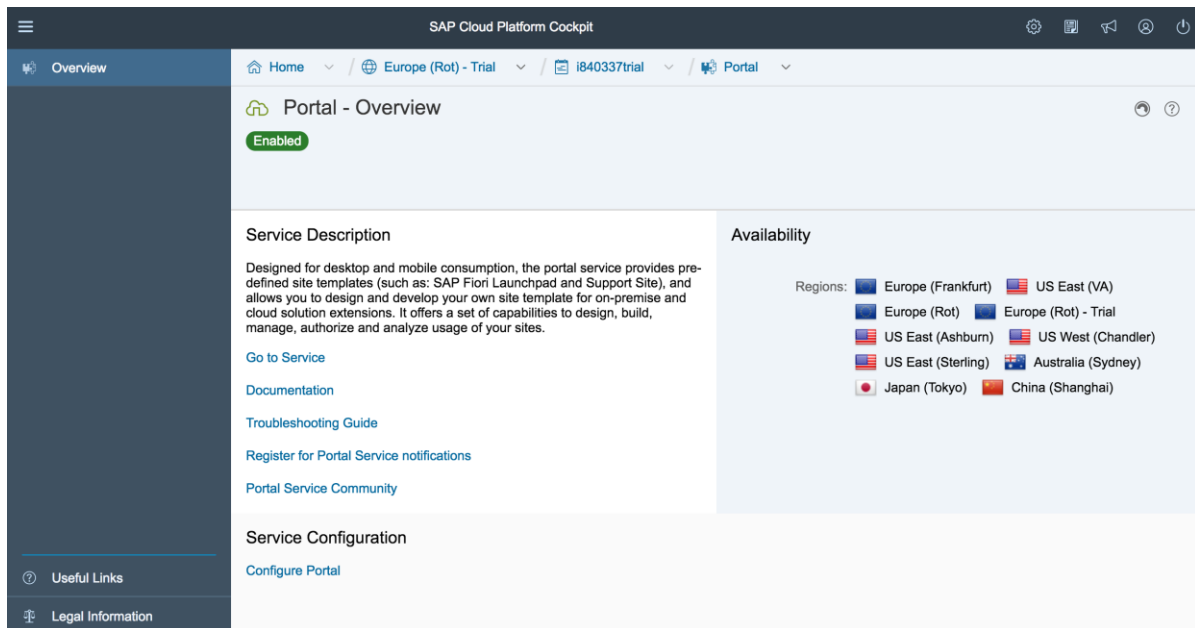 SAP Cloud Platform Cockpit
Overview
Home / Europe (Rot) - Trial / i840337trial / Portal
Portal - Overview
Enabled
Service Description
Designed for desktop and mobile consumption, the portal service provides pre-
defined site templates (such as: SAP Fiori Launchpad and Support Site), and
allows you to design and develop your own site template for on-premise and
cloud solution extensions. It offers a set of capabilities to design, build,
manage, authorize and analyze usage of your sites.
Go to Service
Documentation
Troubleshooting Guide
Register for Portal Service notifications
Portal Service Community
Availability
Regions: Europe (Frankfurt) US East (VA)
Europe (Rot) Europe (Rot) - Trial
US East (Ashburn) US West (Chandler)
US East (Sterling) Australia (Sydney)
Japan (Tokyo) China (Shanghai)
Service Configuration
Configure Portal
Useful Links
Legal Information